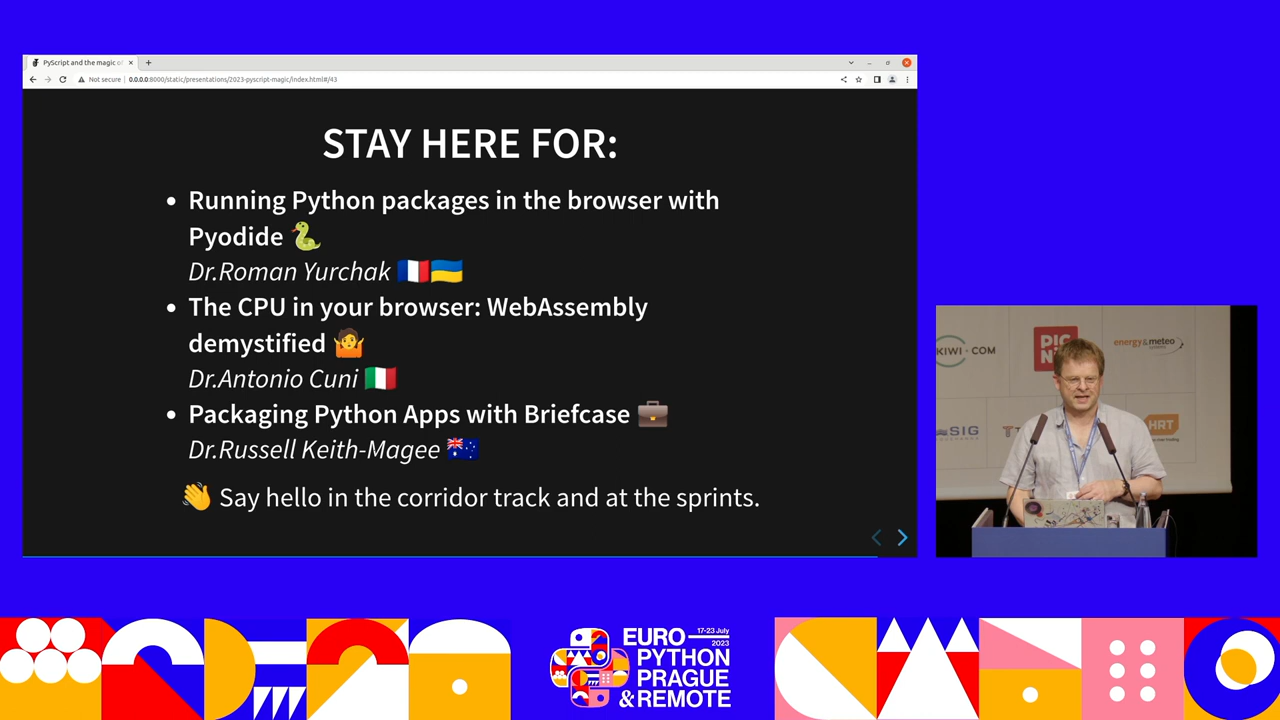 PyScript and the magic of
Not secure
0.0.0.0:8000/static/presentations/2023-pyscript-magic/index.html#/43
STAY HERE FOR:
• Running Python packages in the browser with
Pyodide 🐍
Dr.Roman Yurchak 🇫🇷🇺🇦
• The CPU in your browser: WebAssembly
demystified 🤷
Dr.Antonio Cuni 🇮🇹
• Packaging Python Apps with Briefcase 💼
Dr.Russell Keith-Magee 🇦🇺
👋 Say hello in the corridor track and at the sprints.
KIWI.COM
energy & meteo
SIG
HRT
17-23 July
2023
EURO
PYTHON
PRAGUE
& REMOTE